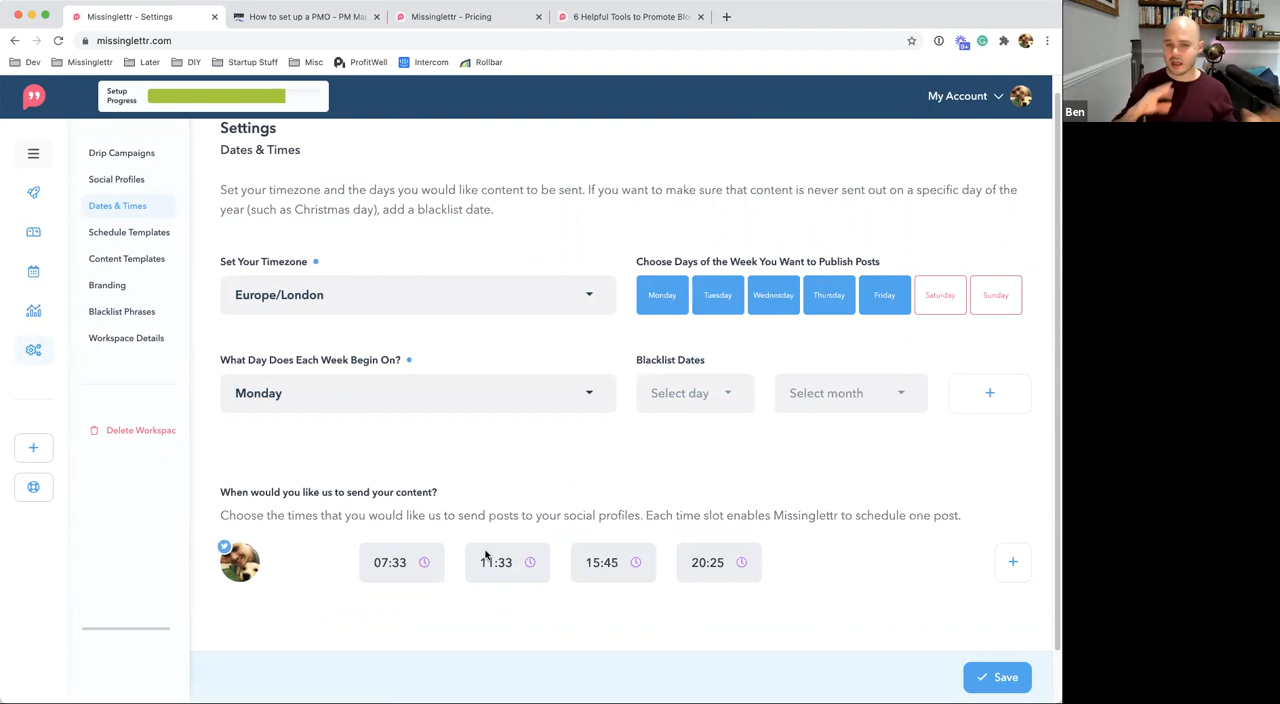 Missinglettr - Settings
How to set up a PMO - PM Ma
Missinglettr - Pricing
6 Helpful Tools to Promote Blo
missinglettr.com
9+
Dev
Missinglettr
Later
DIY
Startup Stuff
Misc
ProfitWell
Intercom
Rollbar
Setup
Progress
My Account
Ben
Settings
Dates & Times
Drip Campaigns
Social Profiles
Dates & Times
Schedule Templates
Content Templates
Branding
Blacklist Phrases
Workspace Details
Delete Workspac
Set your timezone and the days you would like content to be sent. If you want to make sure that content is never sent out on a specific day of the
year (such as Christmas day), add a blacklist date.
Set Your Timezone
Europe/London
Choose Days of the Week You Want to Publish Posts
Monday
Tuesday
Wednesday
Thursday
Friday
Saturday
Sunday
What Day Does Each Week Begin On?
Monday
Blacklist Dates
Select day
Select month
When would you like us to send your content?
Choose the times that you would like us to send posts to your social profiles. Each time slot enables Missinglettr to schedule one post.
07:33
11:33
15:45
20:25
Save